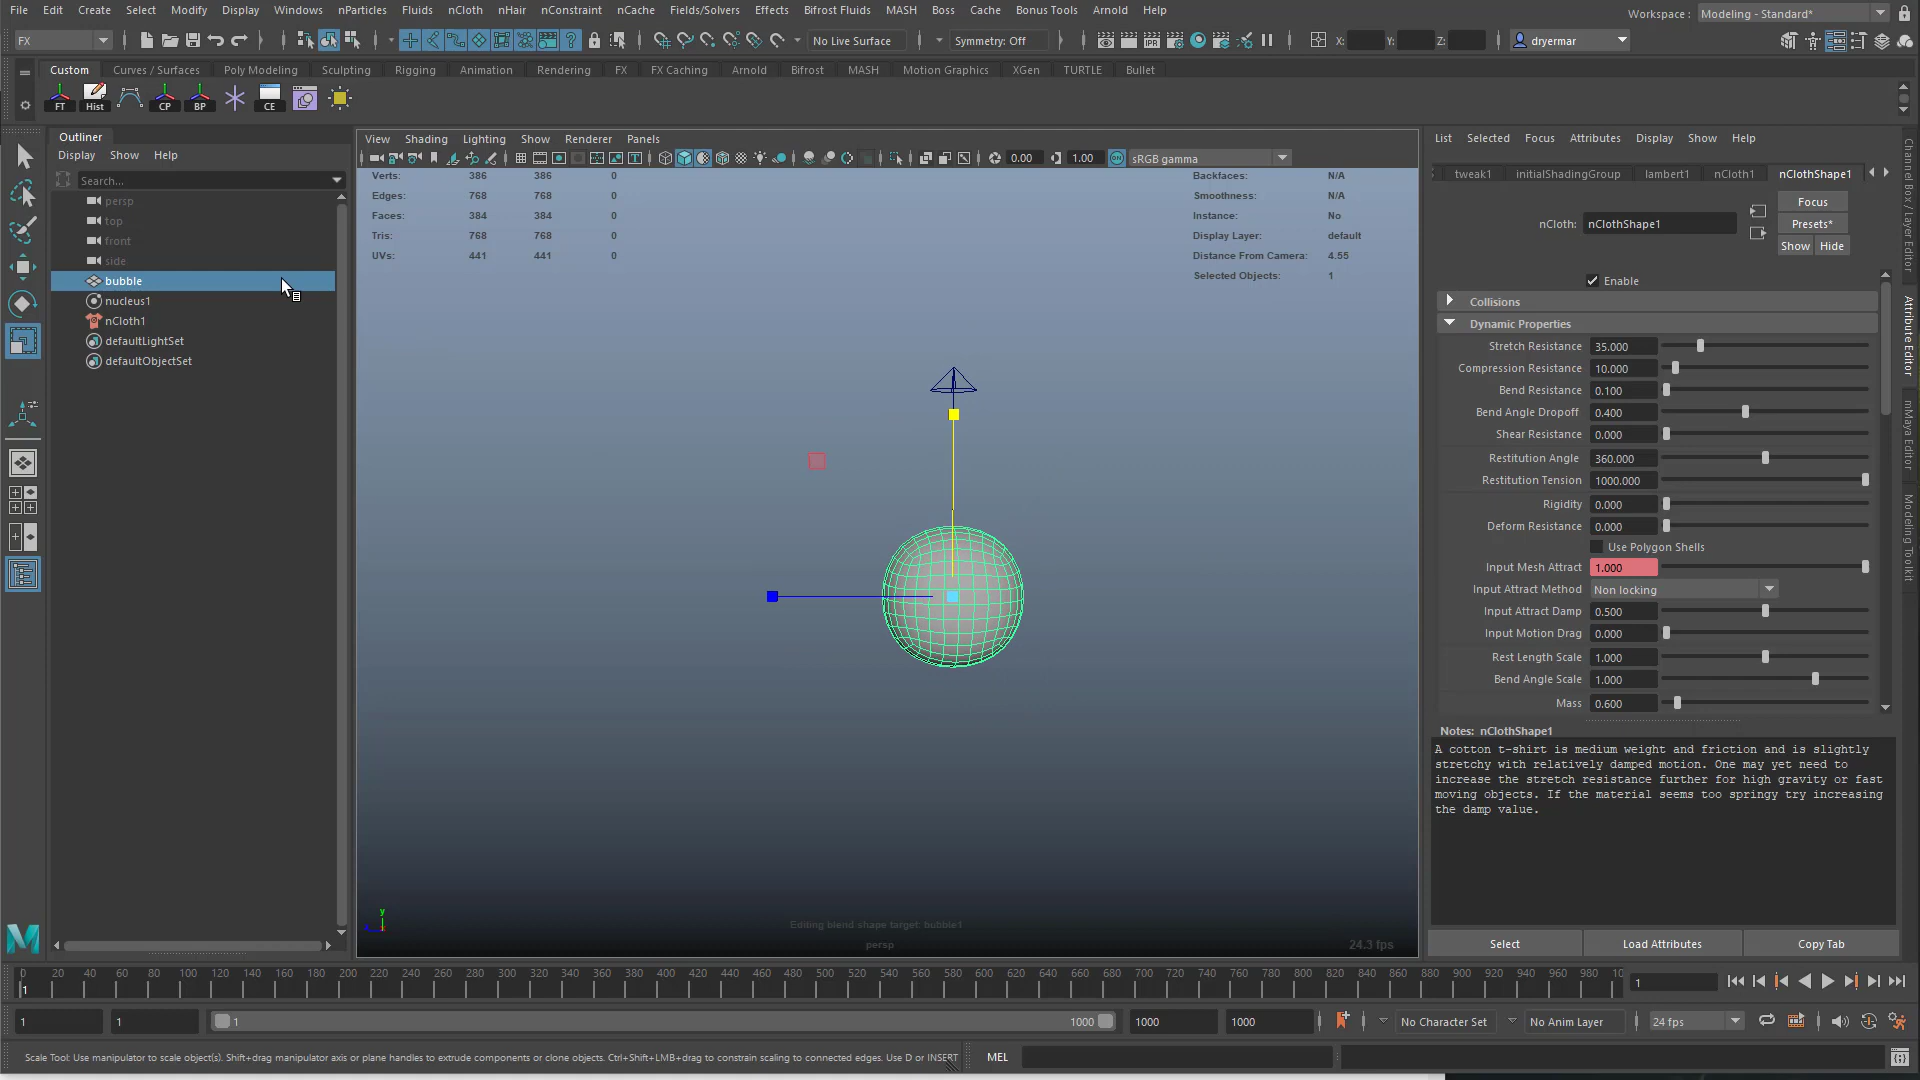 File Edit Create Select Modify Display Windows nParticles Fluids nCloth nHair nConstraint nCache Fields/Solvers Effects Bifrost Fluids MASH Boss Cache Bonus Tools Arnold Help
Workspace : Modeling - Standard*
FX No Live Surface Symmetry: Off IPR X: Y: Z: dryermar
Custom Curves / Surfaces Poly Modeling Sculpting Rigging Animation Rendering FX FX Caching Arnold Bifrost MASH Motion Graphics XGen TURTLE Bullet
FT Hist CP BP CE
Outliner
Display Show Help
Search...
persp
top
front
side
bubble
nucleus1
nCloth1
defaultLightSet
defaultObjectSet
View Shading Lighting Show Renderer Panels
0.00 1.00 ON sRGB gamma
Verts: 386 386 0
Edges: 768 768 0
Faces: 384 384 0
Tris: 768 768 0
UVs: 441 441 0
Backfaces: N/A
Smoothness: N/A
Instance: No
Display Layer: default
Distance From Camera: 4.55
Selected Objects: 1
y
Editing blend shape target: bubble1
persp
24.3 fps
List Selected Focus Attributes Display Show Help
tweak1 initialShadingGroup lambert1 nCloth1 nClothShape1
Focus
nCloth: nClothShape1 Presets*
Show Hide
Enable
Collisions
Dynamic Properties
Stretch Resistance 35.000
Compression Resistance 10.000
Bend Resistance 0.100
Bend Angle Dropoff 0.400
Shear Resistance 0.000
Restitution Angle 360.000
Restitution Tension 1000.000
Rigidity 0.000
Deform Resistance 0.000
Use Polygon Shells
Input Mesh Attract 1.000
Input Attract Method Non locking
Input Attract Damp 0.500
Input Motion Drag 0.000
Rest Length Scale 1.000
Bend Angle Scale 1.000
Mass 0.600
Notes: nClothShape1
A cotton t-shirt is medium weight and friction and is slightly
stretchy with relatively damped motion. One may yet need to
increase the stretch resistance further for high gravity or fast
moving objects. If the material seems too springy try increasing
the damp value.
Select Load Attributes Copy Tab
Channel Box / Layer Editor
Attribute Editor
mMaya Editor
Modeling Toolkit
0 20 40 60 80 100 120 140 160 180 200 220 240 260 280 300 320 340 360 380 400 420 440 460 480 500 520 540 560 580 600 620 640 660 680 700 720 740 760 780 800 820 840 860 880 900 920 940 960 980 10
1 1
1 1 1 1000 1000 1000 No Character Set No Anim Layer 24 fps
Scale Tool: Use manipulator to scale object(s). Shift+drag manipulator axis or plane handles to extrude components or clone objects. Ctrl+Shift+LMB+drag to constrain scaling to connected edges. Use D or INSERT
MEL